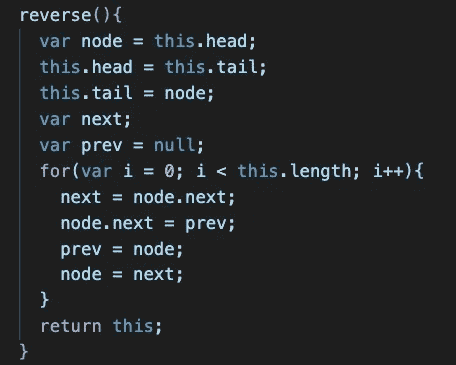 reverse(){
var node = this.head;
this.head = this.tail;
this.tail = node;
var next;
var prev = null;
for(var i = 0; i < this.length; i++){
next = node.next;
node.next = prev;
prev = node;
node = next;
}
return this;
}